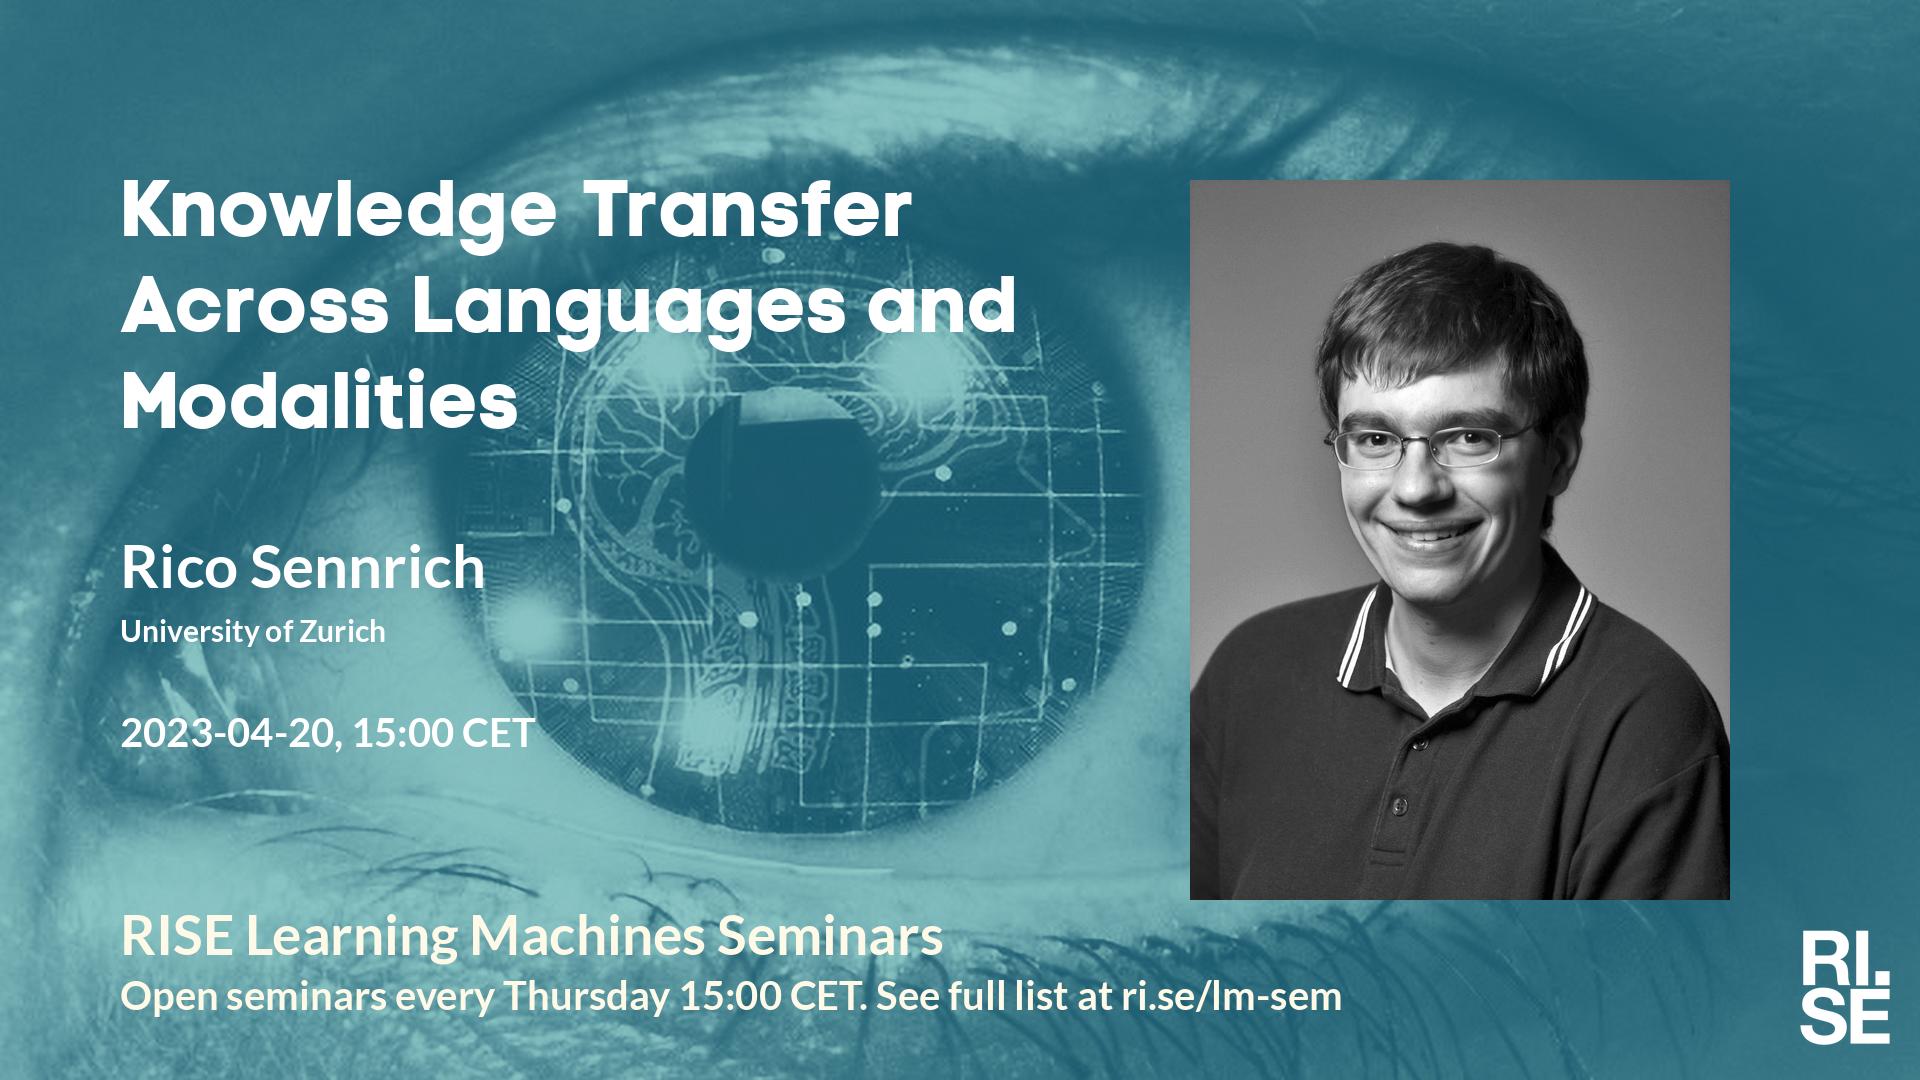 Knowledge Transfer
Across Languages and
Modalities
Rico Sennrich
University of Zurich
2023-04-20, 15:00 CET
RISE Learning Machines Seminars
Open seminars every Thursday 15:00 CET. See full list at ri.se/lm-sem
RI.
SE